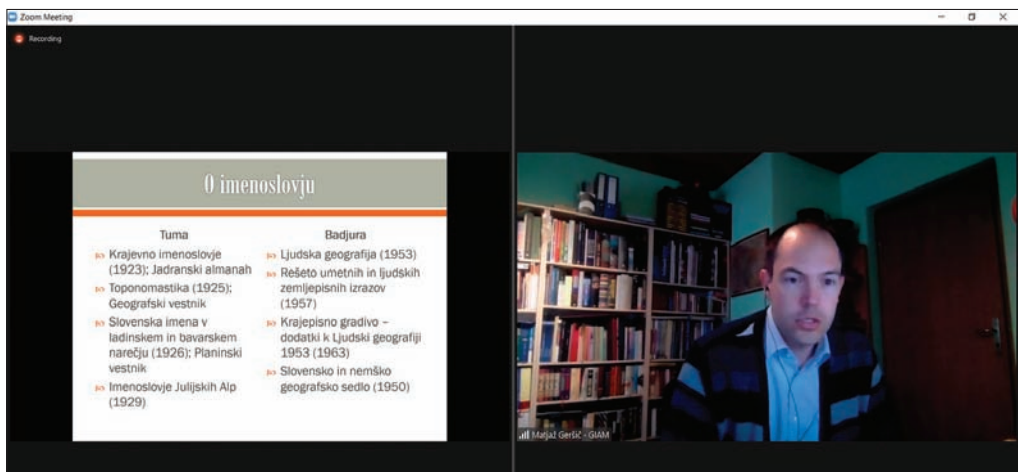 Zoom Meeting
Recording
O imenoslovju
Tuma
Krajevno imenoslovje
(1923); Jadranski almanah
Toponomastika (1925);
Geografski vestnik
Slovenska imena v
ladinskem in bavarskem
narečju (1926); Planinski
vestnik
Imenoslovje Julijskih Alp
(1929)
Badjura
Ljudska geografija (1953)
Rešeto umetnih in ljudskih
zemljepisnih izrazov
(1957)
Krajepisno gradivo –
dodatki k Ljudski geografiji
1953 (1963)
Slovensko in nemško
geografsko sedlo (1950)
Matjaž Geršič - GIAM